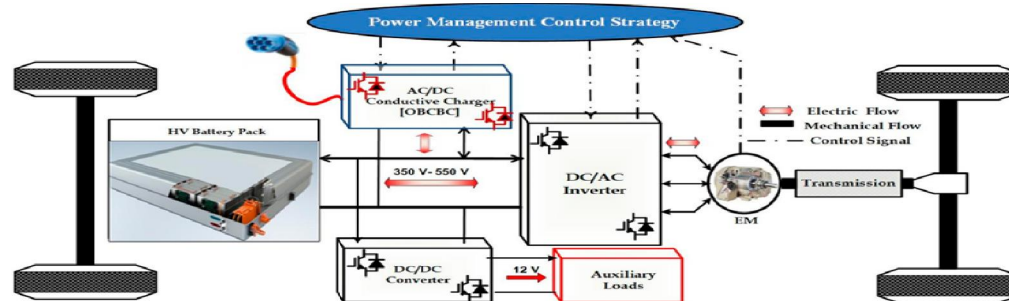 Power Management Control Strategy
AC/DC
Conductive Charger
[OBCBC]
HV Battery Pack
350 V- 550 V
DC/AC
Inverter
Electric Flow
Mechanical Flow
Control Signal
Transmission
EM
DC/DC
Converter
12 V
Auxiliary
Loads